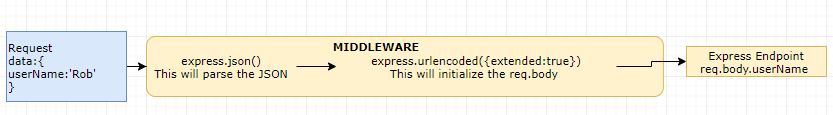 Request
data:{
userName:'Rob'
}
MIDDLEWARE
express.json()
This will parse the JSON
express.urlencoded({extended:true})
This will initialize the req.body
Express Endpoint
req.body.userName